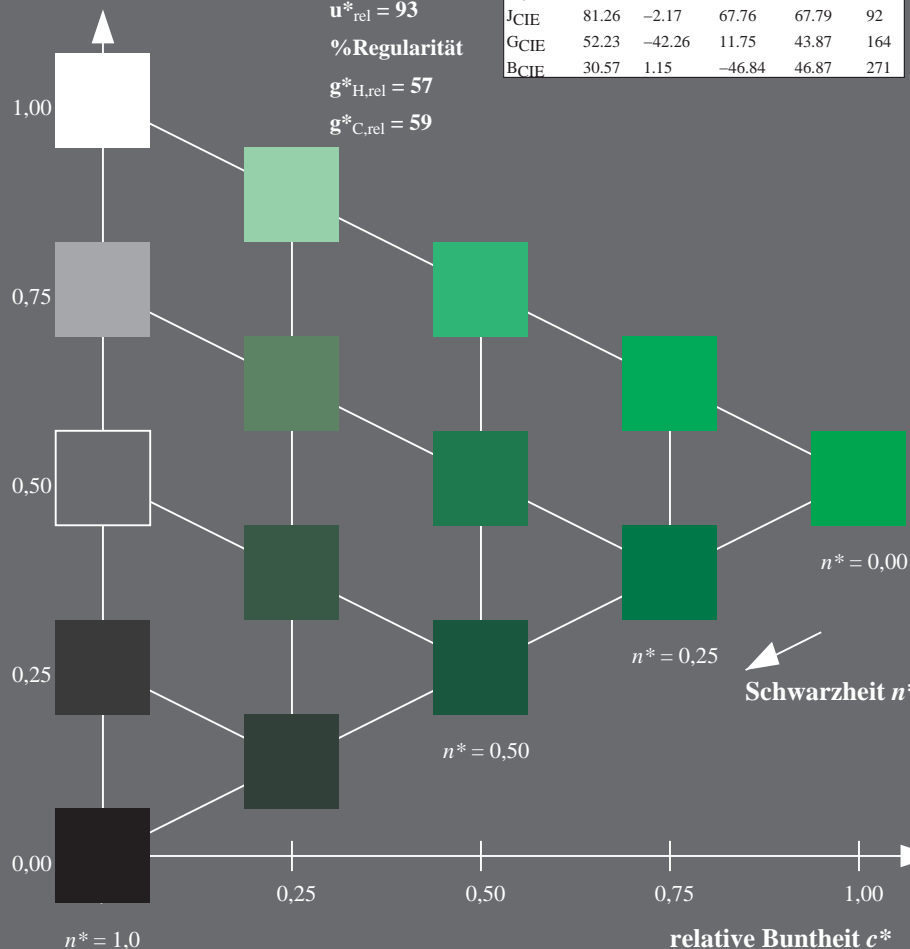 u*rel = 93
%Regularität
g*H,rel = 57
g*C,rel = 59
JCIE 81.26 −2.17 67.76 67.79 92
GCIE 52.23 −42.26 11.75 43.87 164
BCIE 30.57 1.15 −46.84 46.87 271
1,00
0,75
0,50
n* = 0,00
n* = 0,25
0,25
Schwarzheit n*
n* = 0,50
0,00
0,25 0,50 0,75 1,00
n* = 1,0
relative Buntheit c*